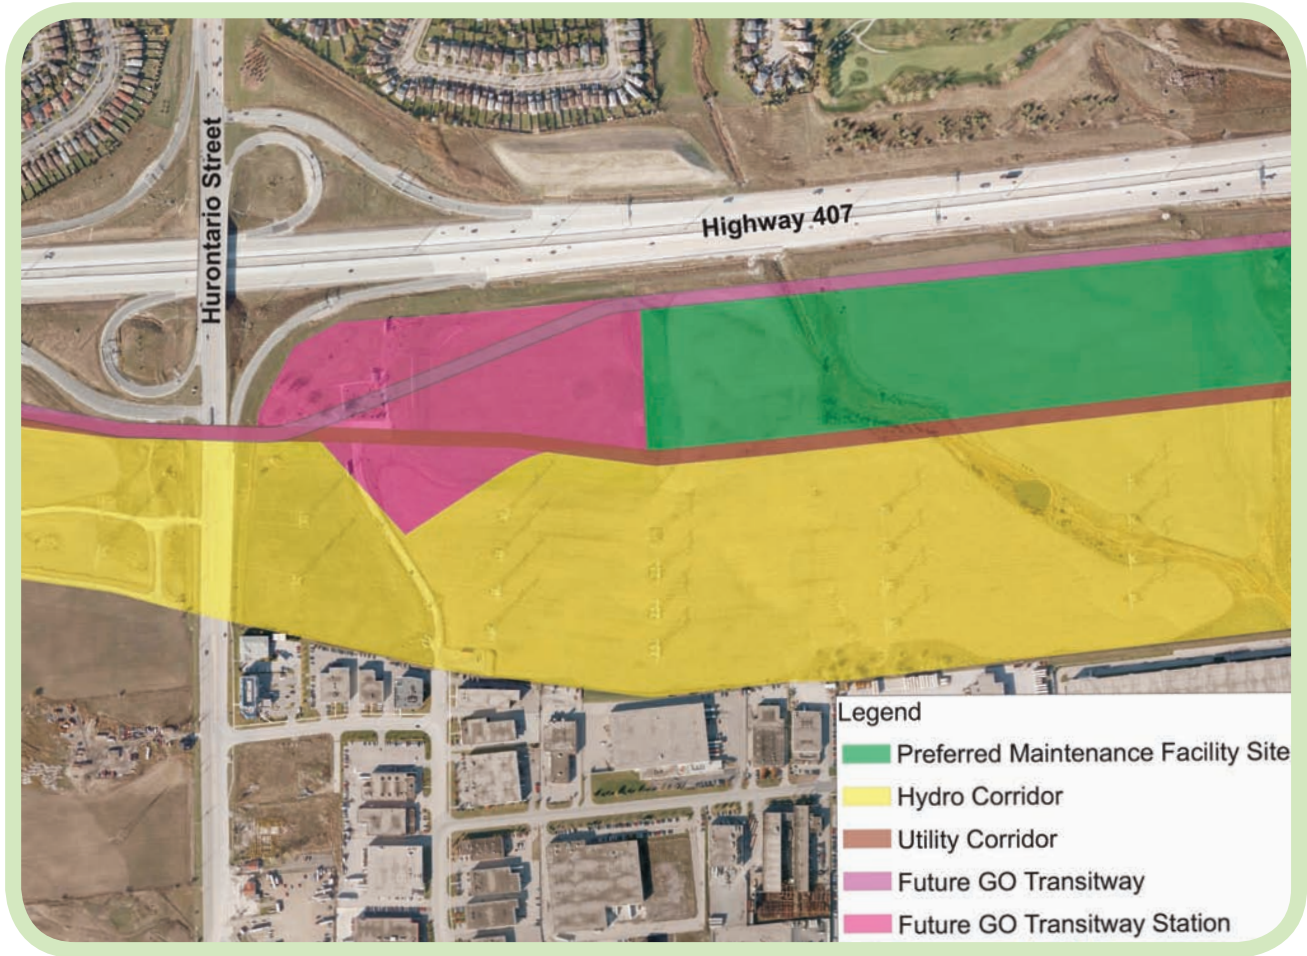 Hurontario Street
Highway 407
Legend
Preferred Maintenance Facility Site
Hydro Corridor
Utility Corridor
Future GO Transitway
Future GO Transitway Station